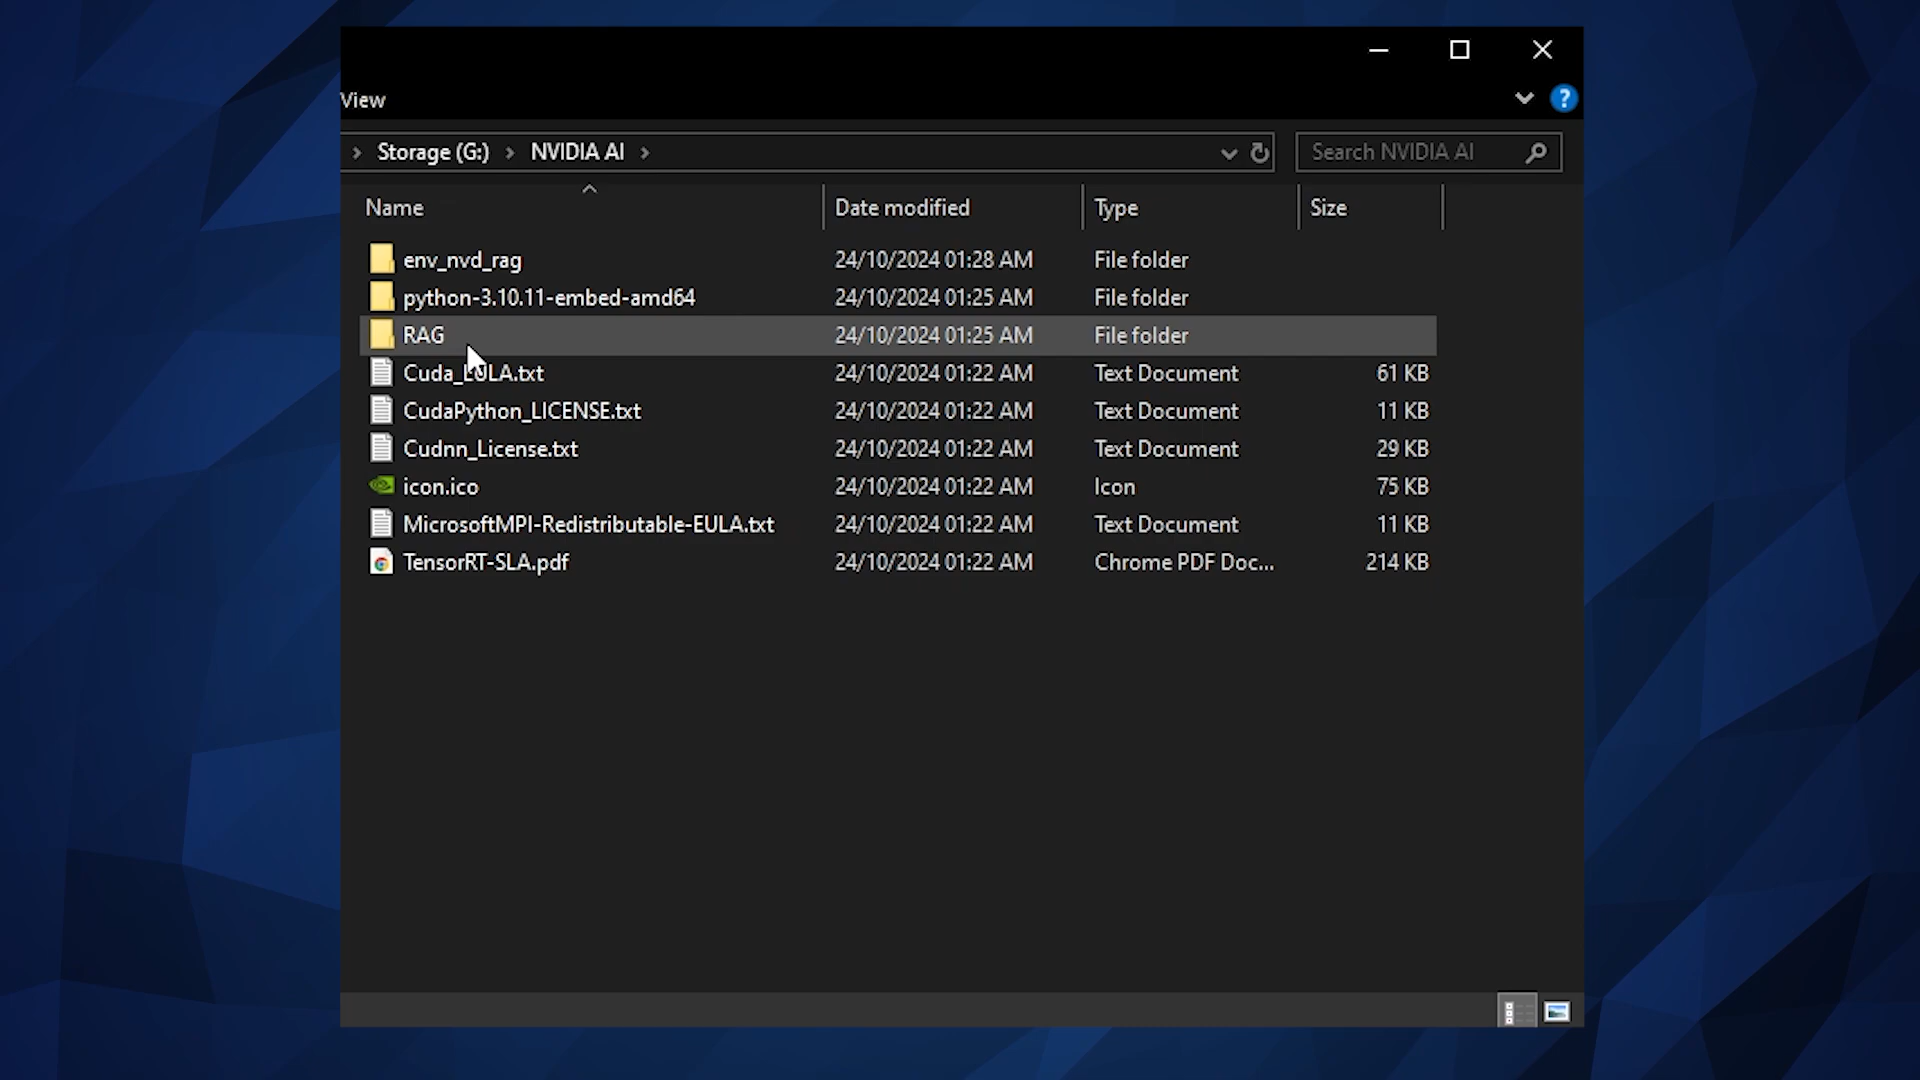 View
?
Storage (G:) > NVIDIA AI > Search NVIDIA AI
Name Date modified Type Size
env_nvd_rag 24/10/2024 01:28 AM File folder
python-3.10.11-embed-amd64 24/10/2024 01:25 AM File folder
RAG 24/10/2024 01:25 AM File folder
Cuda_EULA.txt 24/10/2024 01:22 AM Text Document 61 KB
CudaPython_LICENSE.txt 24/10/2024 01:22 AM Text Document 11 KB
Cudnn_License.txt 24/10/2024 01:22 AM Text Document 29 KB
icon.ico 24/10/2024 01:22 AM Icon 75 KB
MicrosoftMPI-Redistributable-EULA.txt 24/10/2024 01:22 AM Text Document 11 KB
TensorRT-SLA.pdf 24/10/2024 01:22 AM Chrome PDF Doc... 214 KB